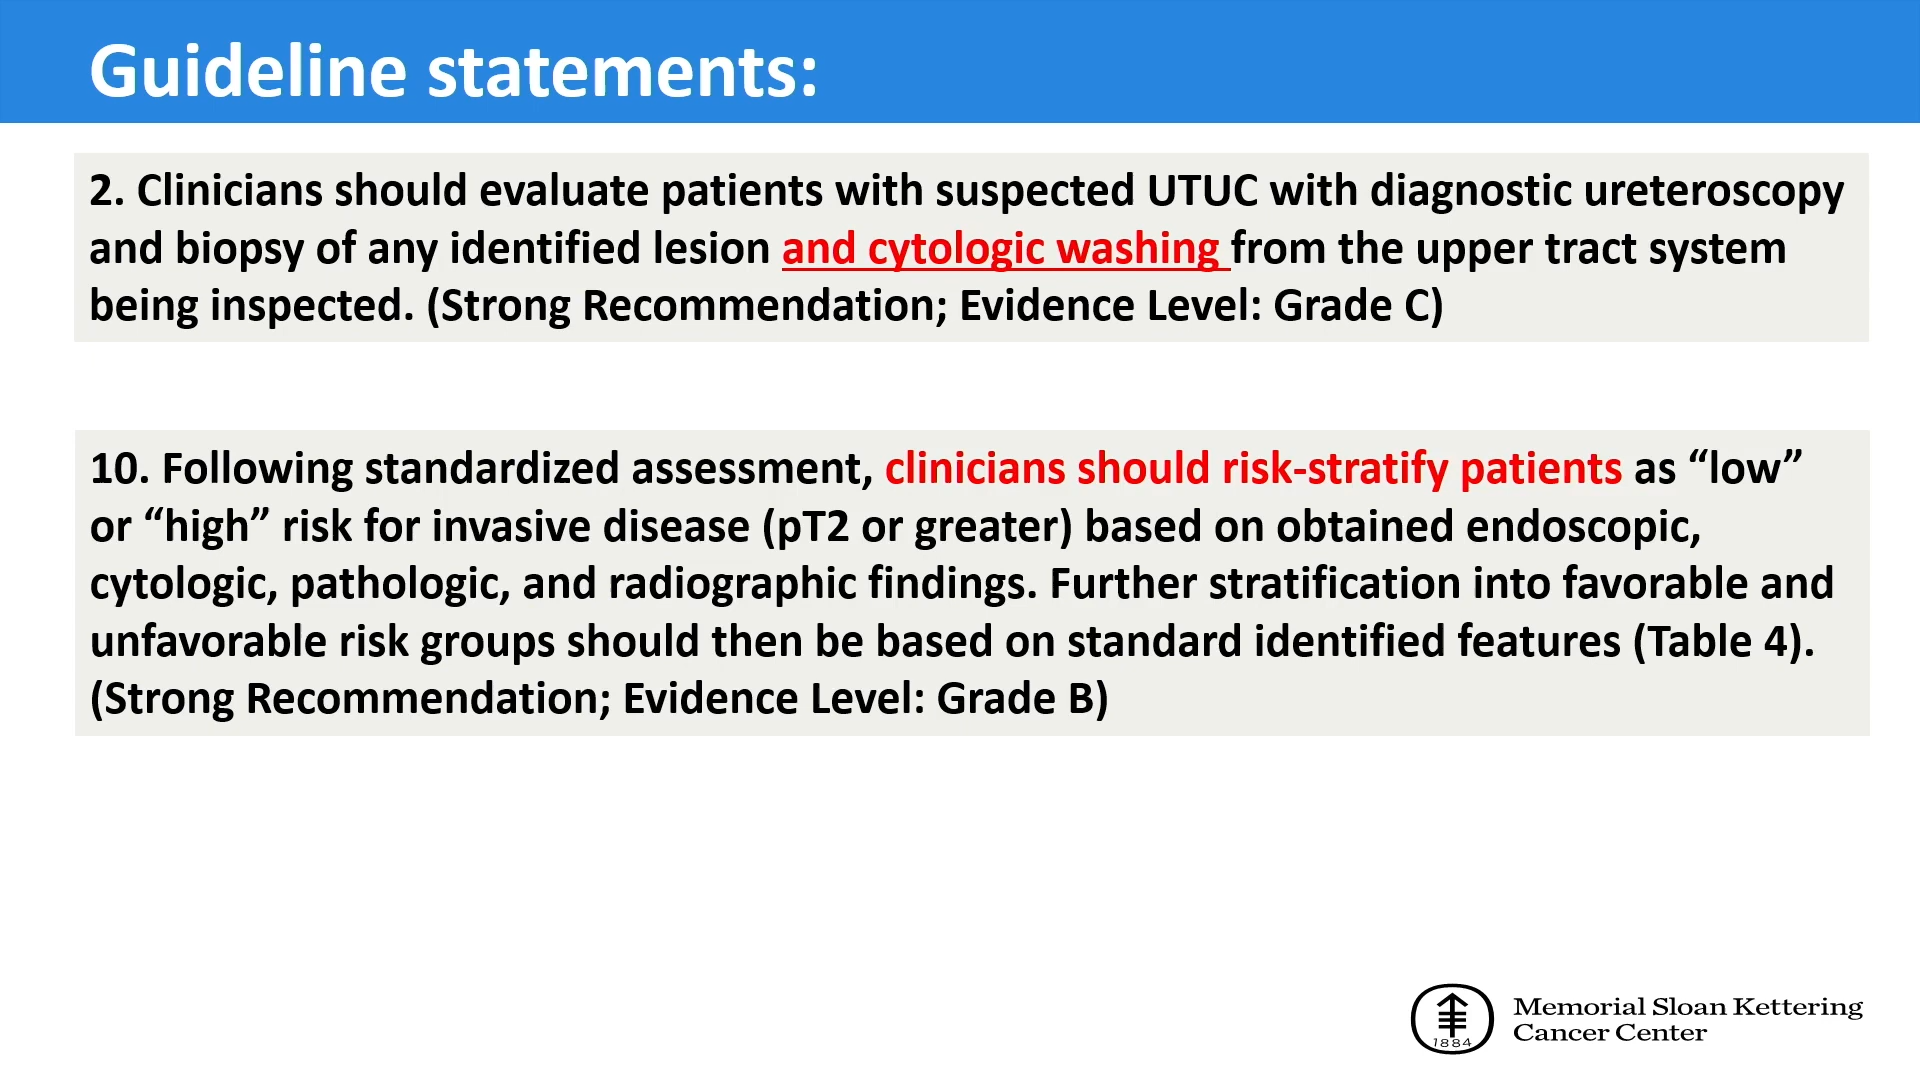 Guideline statements:
2. Clinicians should evaluate patients with suspected UTUC with diagnostic ureteroscopy
and biopsy of any identified lesion and cytologic washing from the upper tract system
being inspected. (Strong Recommendation; Evidence Level: Grade C)
10. Following standardized assessment, clinicians should risk-stratify patients as “low”
or “high” risk for invasive disease (pT2 or greater) based on obtained endoscopic,
cytologic, pathologic, and radiographic findings. Further stratification into favorable and
unfavorable risk groups should then be based on standard identified features (Table 4).
(Strong Recommendation; Evidence Level: Grade B)
1884
Memorial Sloan Kettering
Cancer Center